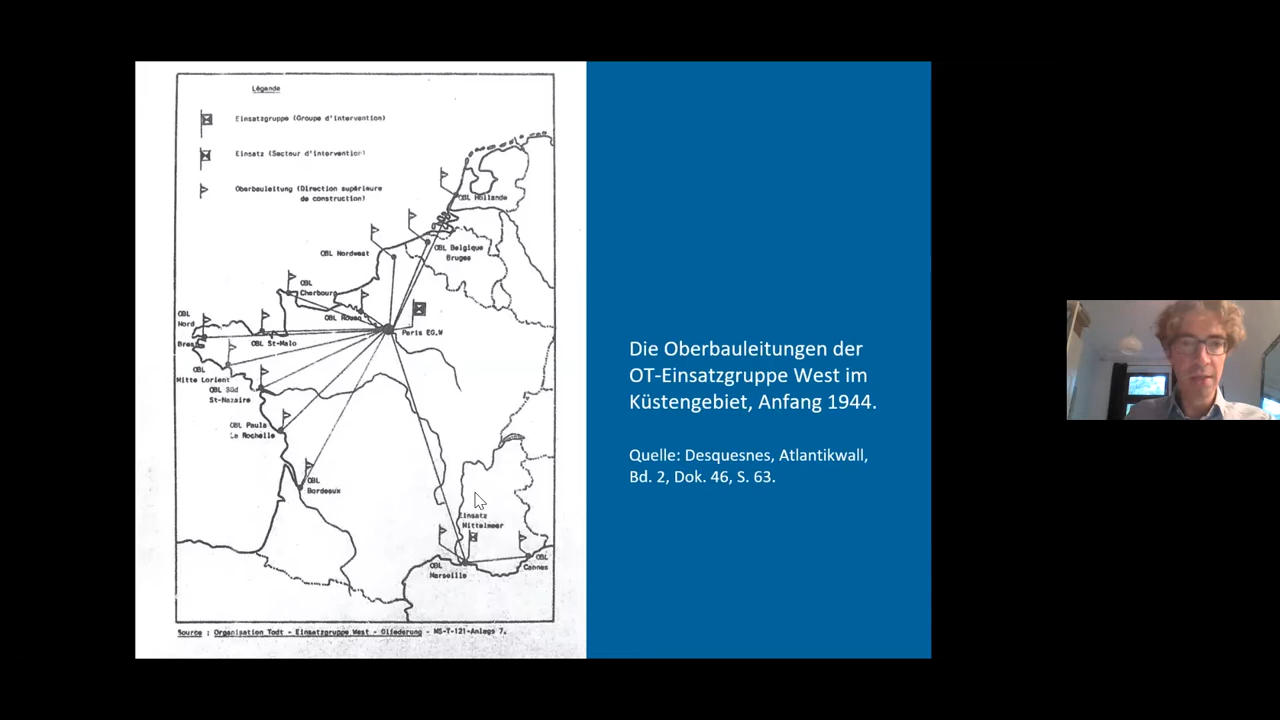 Légende
Einsatzgruppe (Groupe d'intervention)
Einsatz (Secteur d'intervention)
Oberbauleitung (Direction supérieure
de construction)
OBL Hollande
OBL Nordwest
OBL Belgique
Bruges
OBL
Cherbourg
OBL Rouen
OBL
Nord
Brest
OBL St-Malo
Paris EG.W
OBL
Mitte Lorient
OBL Süd
St-Nazaire
OBL Paula
La Rochelle
OBL
Bordeaux
Einsatz
Mittelmeer
OBL
Marseille
OBL
Cannes
Source : Organisation Todt - Einsatzgruppe West - Gliederung - MS-T-121-Anlage 7.
Die Oberbauleitungen der
OT-Einsatzgruppe West im
Küstengebiet, Anfang 1944.
Quelle: Desquesnes, Atlantikwall,
Bd. 2, Dok. 46, S. 63.